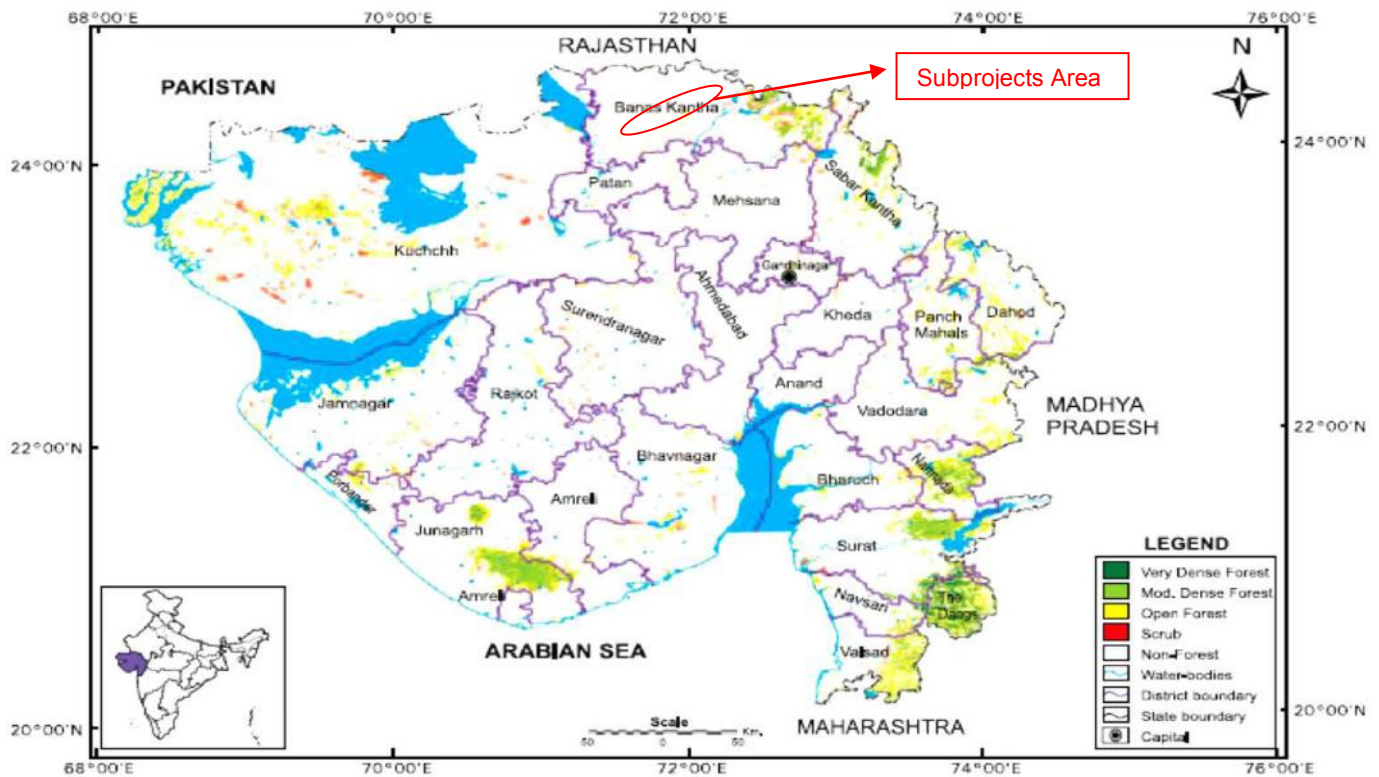 68°00'E 70°00'E 72°00'E 74°00'E 76°00'E
RAJASTHAN
N
Subprojects Area
PAKISTAN
Banas Kantha
24°00'N
24°00'N
Patan
Mehsana
Sabar Kantha
Kuchchh
Gandhinagar
Ahmedabad
Surendranagar
Kheda
Panch
Mahals
Dahod
Anand
Rajkot
Jamnagar
Vadodara
MADHYA
PRADESH
22°00'N
22°00'N
Bhavnagar
Bharuch
Narmada
Porbander
Amreli
Junagarh
Surat
LEGEND
Very Dense Forest
Mod. Dense Forest
Open Forest
Scrub
Non-Forest
Water-bodies
District boundary
State boundary
Capital
The
Dangs
Amreli
Navsari
ARABIAN SEA
Valsad
20°00'N
20°00'N
MAHARASHTRA
Scale
50 0 50 Km.
68°00'E 70°00'E 72°00'E 74°00'E 76°00'E